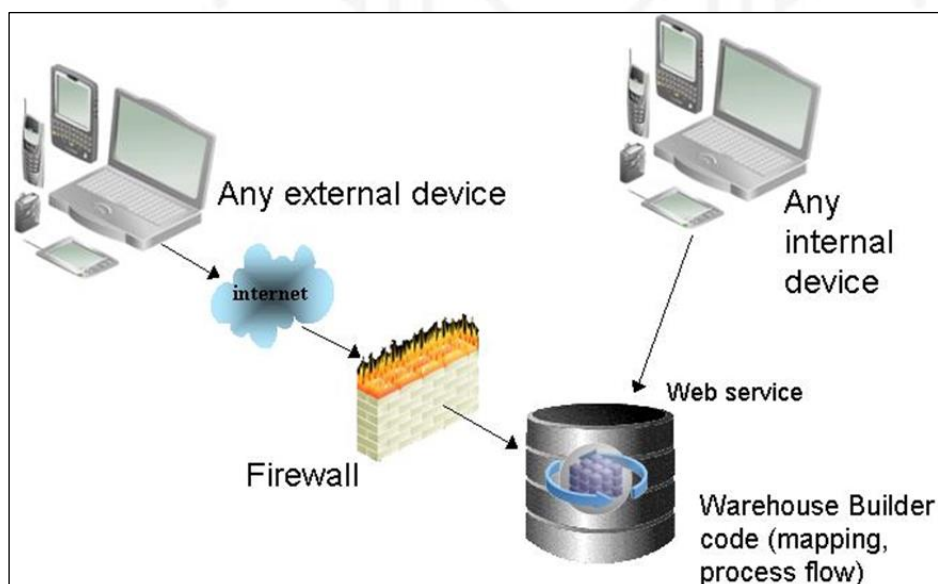 Any external device
internet
Firewall
Any
internal
device
Web service
Warehouse Builder
code (mapping,
process flow)